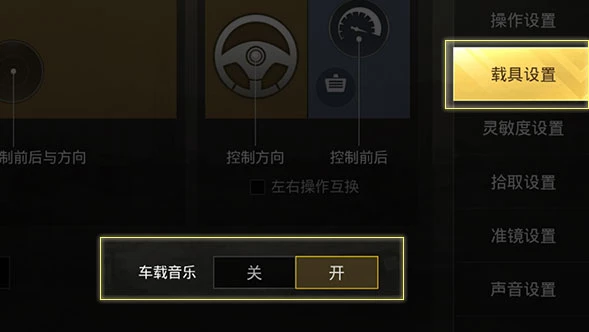 操作设置
载具设置
灵敏度设置
拾取设置
准镜设置
声音设置
制前后与方向
控制方向
控制前后
左右操作互换
车载音乐 关 开